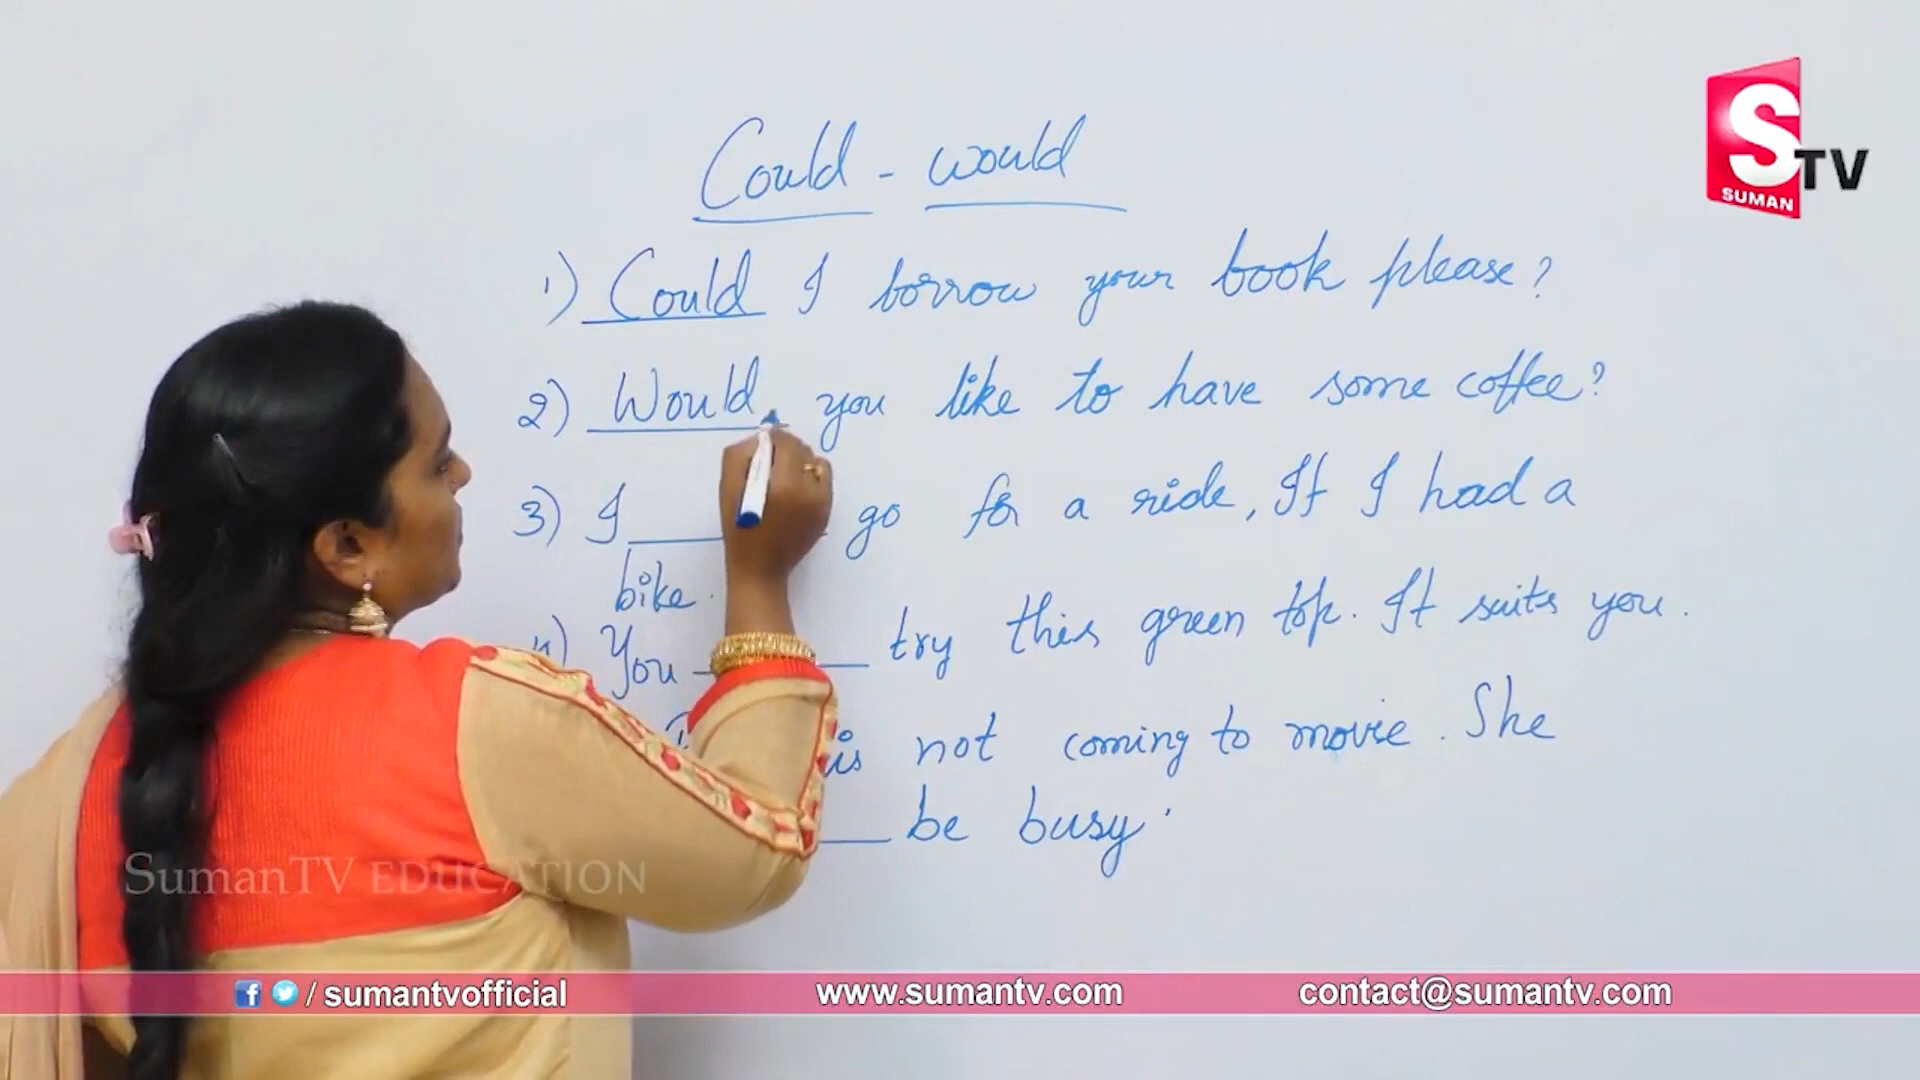 Could - would
1) Could I borrow your book please?
2) Would you like to have some coffee?
3) I ___ go for a ride, If I had a
bike.
4) You ___ try this green top. It suits you.
is not coming to movie. She
___ be busy.
S TV
SUMAN
SumanTV EDUCATION
/ sumantvofficial
www.sumantv.com
contact@sumantv.com